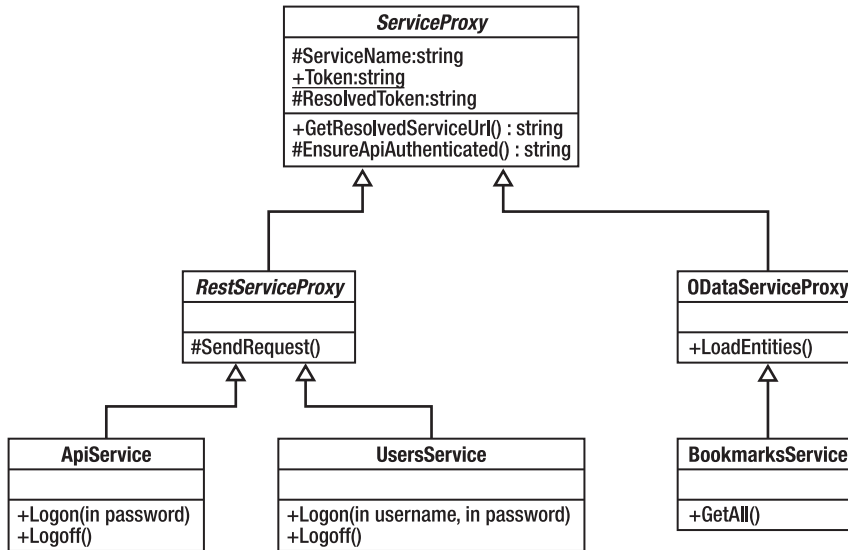 ServiceProxy
#ServiceName:string
+Token:string
#ResolvedToken:string
+GetResolvedServiceUrl() : string
#EnsureApiAuthenticated() : string
RestServiceProxy
#SendRequest()
ODataServiceProxy
+LoadEntities()
ApiService
+Logon(in password)
+Logoff()
UsersService
+Logon(in username, in password)
+Logoff()
BookmarksService
+GetAll()